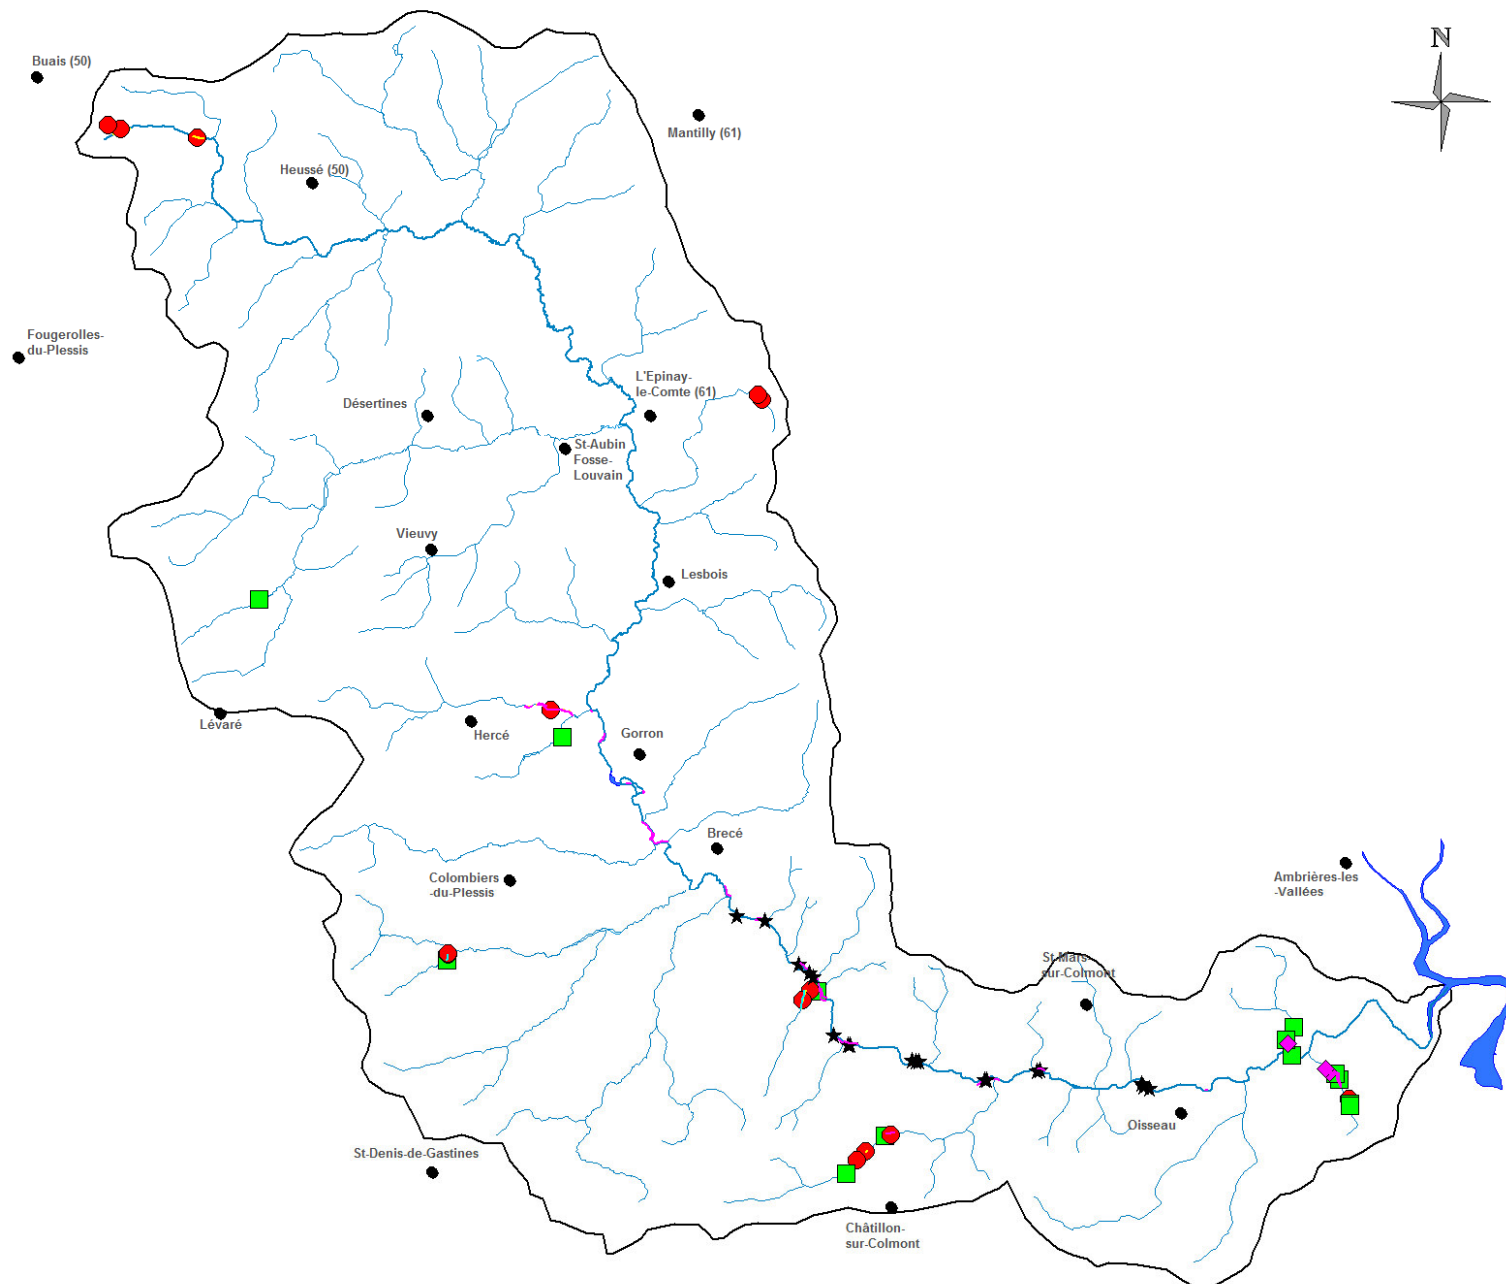 N
Buais (50)
Mantilly (61)
Heussé (50)
Fougerolles-
du-Plessis
L'Epinay-
le-Comte (61)
Désertines
St-Aubin
Fosse-
Louvain
Vieuvy
Lesbois
Lévaré
Hercé
Gorron
Brecé
Colombiers
-du-Plessis
Ambrières-les
-Vallées
St-Mars-
sur-Colmont
Oisseau
St-Denis-de-Gastines
Châtillon-
sur-Colmont